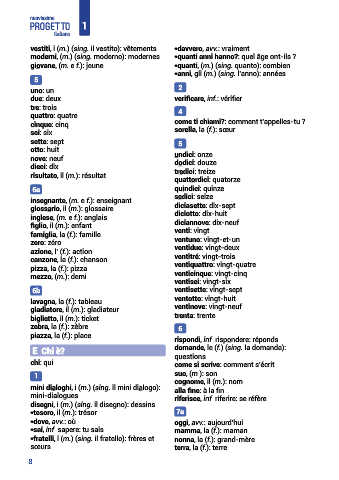 nuovissimo
PROGETTO
italiano
1
vestiti, i (m.) (sing. il vestito): vêtements
moderni, (m.) (sing. moderno): modernes
giovane, (m. e f.): jeune
5
uno: un
due: deux
tre: trois
quattro: quatre
cinque: cinq
sei: six
sette: sept
otto: huit
nove: neuf
dieci: dix
risultato, il (m.): résultat
6a
insegnante, (m. e f.): enseignant
glossario, il (m.): glossaire
inglese, (m. e f.): anglais
figlio, il (m.): enfant
famiglia, la (f.): famille
zero: zéro
azione, l' (f.): action
canzone, la (f.): chanson
pizza, la (f.): pizza
mezzo, (m.): demi
6b
lavagna, la (f.): tableau
gladiatore, il (m.): gladiateur
biglietto, il (m.): ticket
zebra, la (f.): zèbre
piazza, la (f.): place
E Chi è?
chi: qui
1
mini dialoghi, i (m.) (sing. il mini dialogo):
mini-dialogues
disegni, i (m.) (sing. il disegno): dessins
•tesoro, il (m.): trésor
•dove, avv.: où
•sai, inf sapere: tu sais
•fratelli, i (m.) (sing. il fratello): frères et
sœurs
8
•davvero, avv.: vraiment
•quanti anni hanno?: quel âge ont-ils ?
•quanti, (m.) (sing. quanto): combien
•anni, gli (m.) (sing. l'anno): années
2
verificare, inf.: vérifier
4
come ti chiami?: comment t'appelles-tu ?
sorella, la (f.): sœur
5
undici: onze
dodici: douze
tredici: treize
quattordici: quatorze
quindici: quinze
sedici: seize
diciassette: dix-sept
diciotto: dix-huit
diciannove: dix-neuf
venti: vingt
ventuno: vingt-et-un
ventidue: vingt-deux
ventitré: vingt-trois
ventiquattro: vingt-quatre
venticinque: vingt-cinq
ventisei: vingt-six
ventisette: vingt-sept
ventotto: vingt-huit
ventinove: vingt-neuf
trenta: trente
6
rispondi, inf rispondere: réponds
domande, le (f.) (sing. la domanda):
questions
come si scrive: comment s'écrit
suo, (m.): son
cognome, il (m.): nom
alla fine: à la fin
riferisce, inf riferire: se réfère
7a
oggi, avv.: aujourd'hui
mamma, la (f.): maman
nonna, la (f.): grand-mère
terra, la (f.): terre